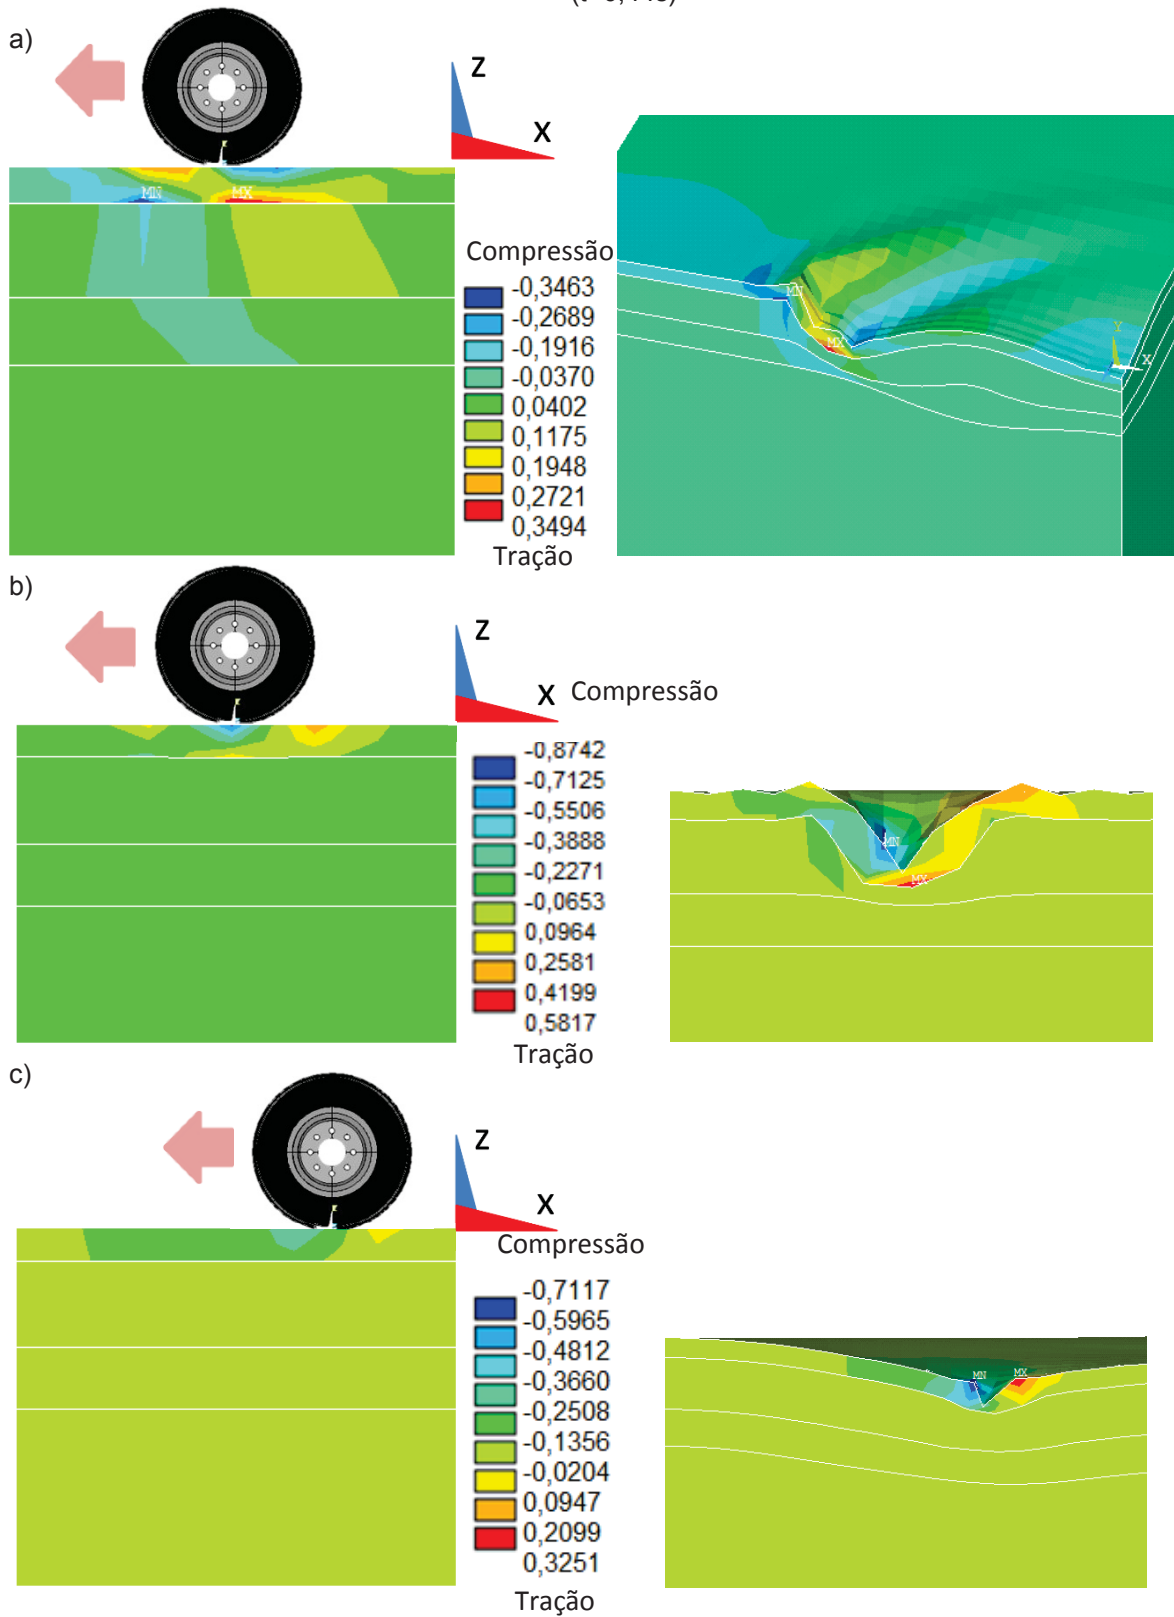 a)
Z
X
MN
MX
Compressão
-0,3463
-0,2689
-0,1916
-0,0370
0,0402
0,1175
0,1948
0,2721
0,3494
Tração
MN
MX
Y
X
b)
Z
X
Compressão
-0,8742
-0,7125
-0,5506
-0,3888
-0,2271
-0,0653
0,0964
0,2581
0,4199
0,5817
Tração
MN
MX
c)
Z
X
Compressão
-0,7117
-0,5965
-0,4812
-0,3660
-0,2508
-0,1356
-0,0204
0,0947
0,2099
0,3251
Tração
MN
MX